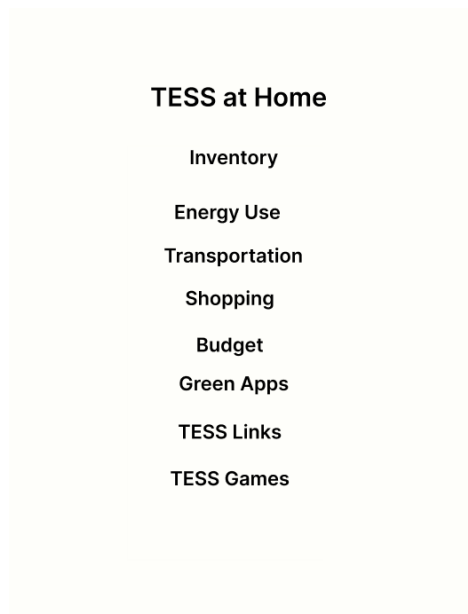 TESS at Home
Inventory
Energy Use
Transportation
Shopping
Budget
Green Apps
TESS Links
TESS Games